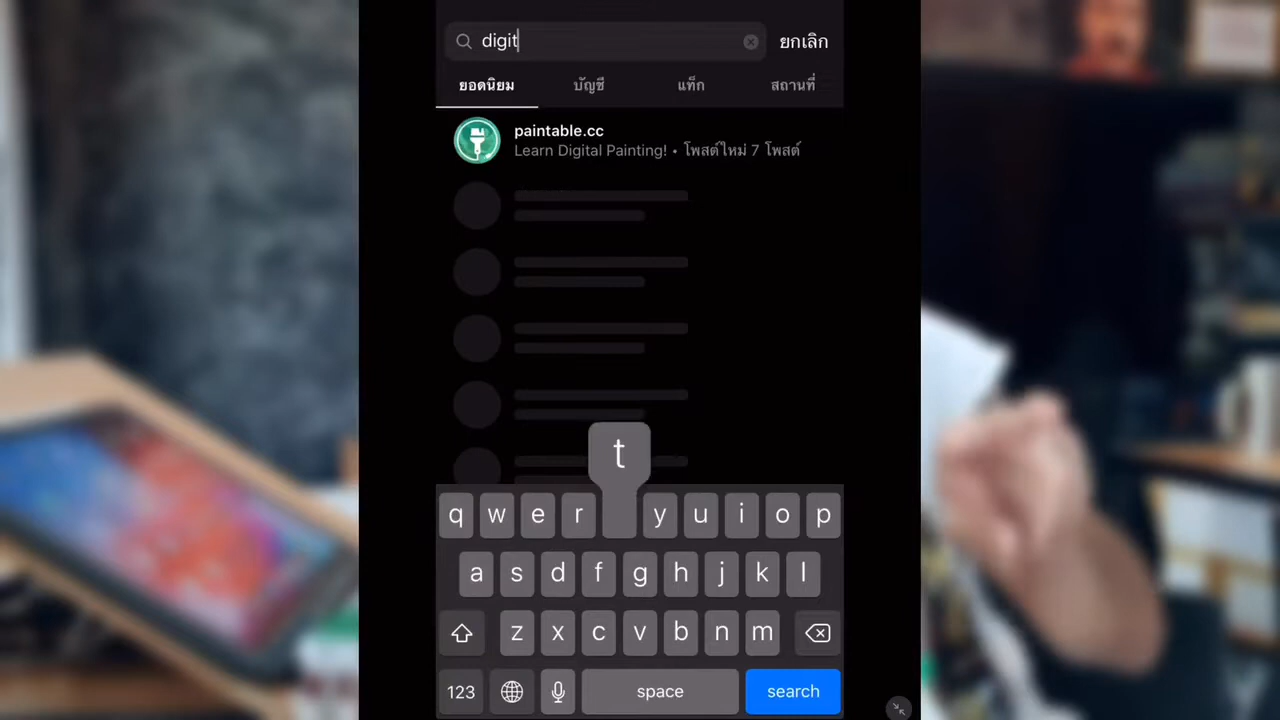 digit
ยกเลิก
ยอดนิยม
บัญชี
แท็ก
สถานที่
paintable.cc
Learn Digital Painting! • โพสต์ใหม่ 7 โพสต์
t
q w e r y u i o p
a s d f g h j k l
z x c v b n m
123 space search